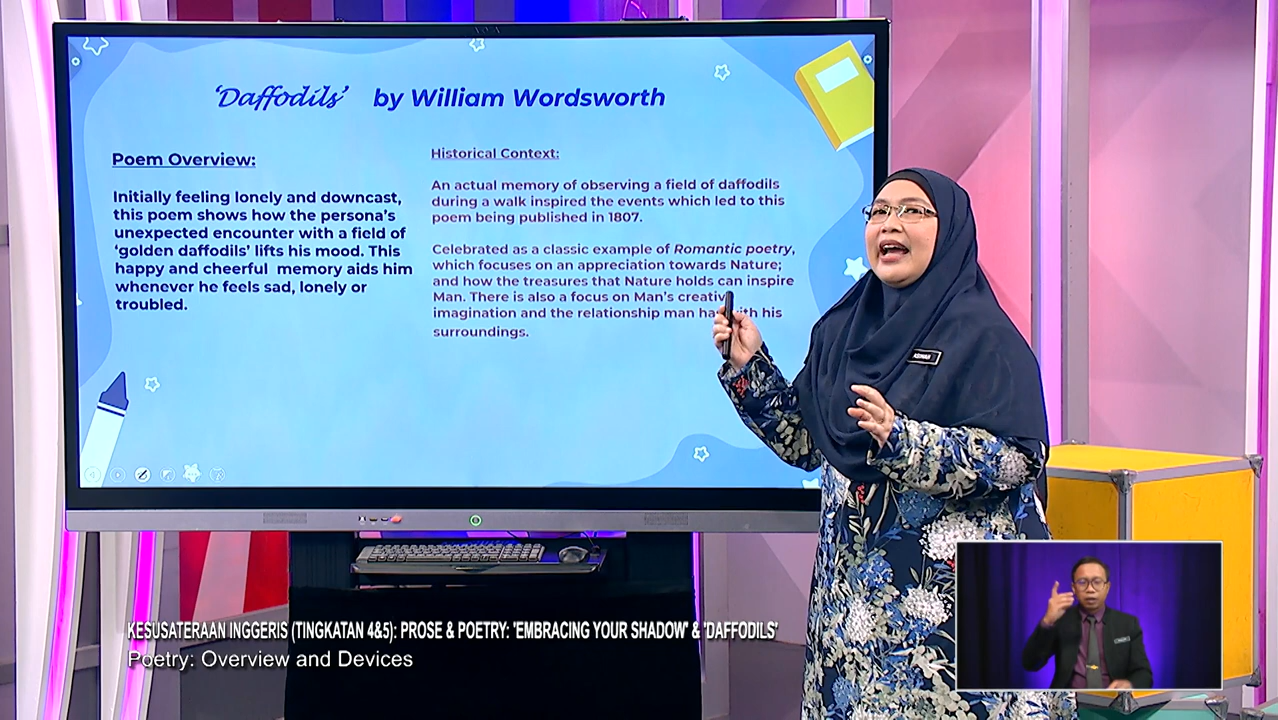 'Daffodils' by William Wordsworth
Poem Overview:
Initially feeling lonely and downcast,
this poem shows how the persona's
unexpected encounter with a field of
'golden daffodils' lifts his mood. This
happy and cheerful memory aids him
whenever he feels sad, lonely or
troubled.
Historical Context:
An actual memory of observing a field of daffodils
during a walk inspired the events which led to this
poem being published in 1807.
Celebrated as a classic example of Romantic poetry,
which focuses on an appreciation towards Nature;
and how the treasures that Nature holds can inspire
Man. There is also a focus on Man's creativ
imagination and the relationship man ha with his
surroundings.
KESUSATERAAN INGGERIS (TINGKATAN 4&5): PROSE & POETRY: 'EMBRACING YOUR SHADOW' & 'DAFFODILS'
Poetry: Overview and Devices